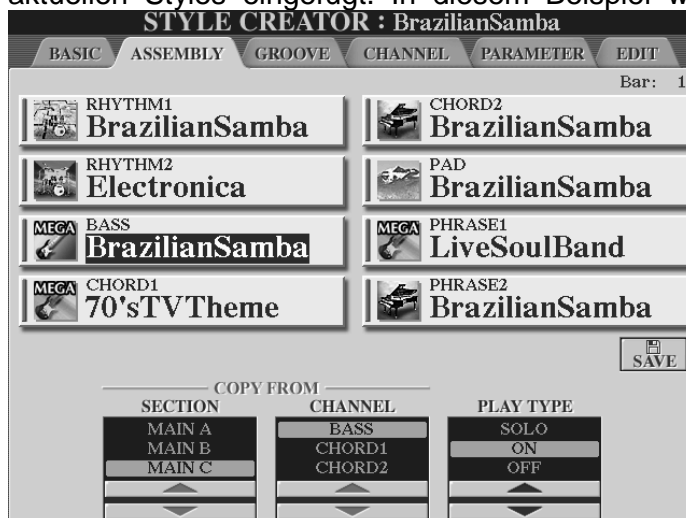 aktuellen Styles eingefügt. In diesem Beispiel w
STYLE CREATOR : BrazilianSamba
BASIC ASSEMBLY GROOVE CHANNEL PARAMETER EDIT
Bar: 1
RHYTHM1
BrazilianSamba
CHORD2
BrazilianSamba
RHYTHM2
Electronica
PAD
BrazilianSamba
MEGA BASS
BrazilianSamba
MEGA PHRASE1
LiveSoulBand
MEGA CHORD1
70'sTVTheme
PHRASE2
BrazilianSamba
SAVE
COPY FROM
SECTION CHANNEL PLAY TYPE
MAIN A BASS SOLO
MAIN B CHORD1 ON
MAIN C CHORD2 OFF